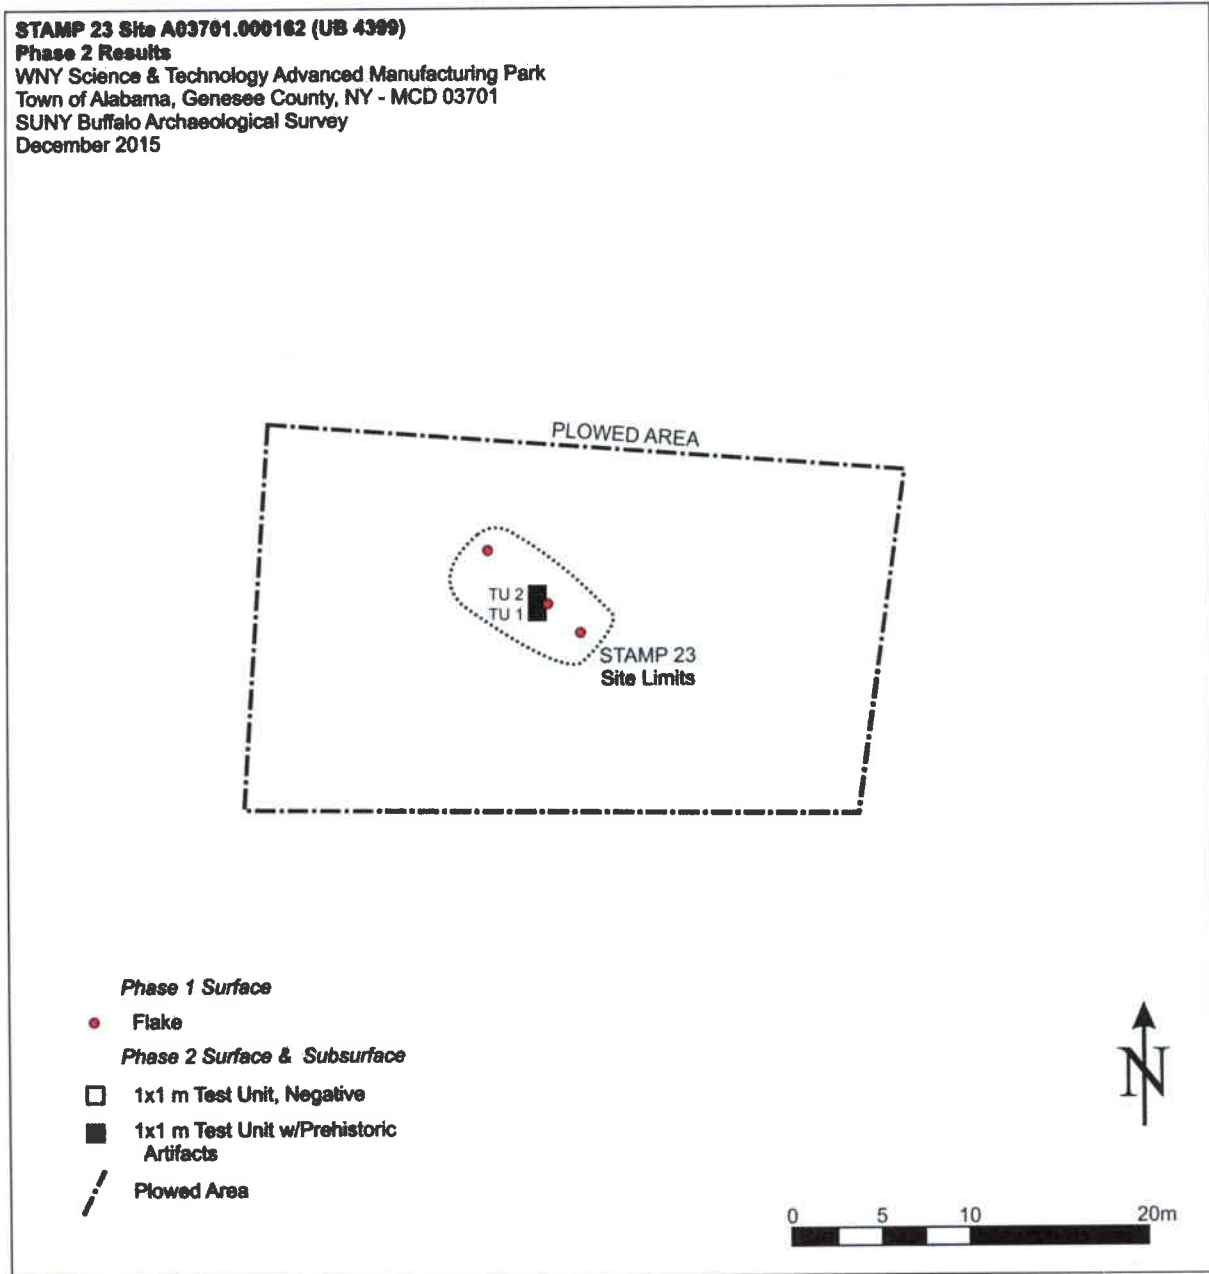 STAMP 23 Site A03701.000162 (UB 4399)
Phase 2 Results
WNY Science & Technology Advanced Manufacturing Park
Town of Alabama, Genesee County, NY - MCD 03701
SUNY Buffalo Archaeological Survey
December 2015
PLOWED AREA
TU 2
TU 1
STAMP 23
Site Limits
Phase 1 Surface
Flake
Phase 2 Surface & Subsurface
1x1 m Test Unit, Negative
1x1 m Test Unit w/Prehistoric
Artifacts
Plowed Area
N
0 5 10 20m